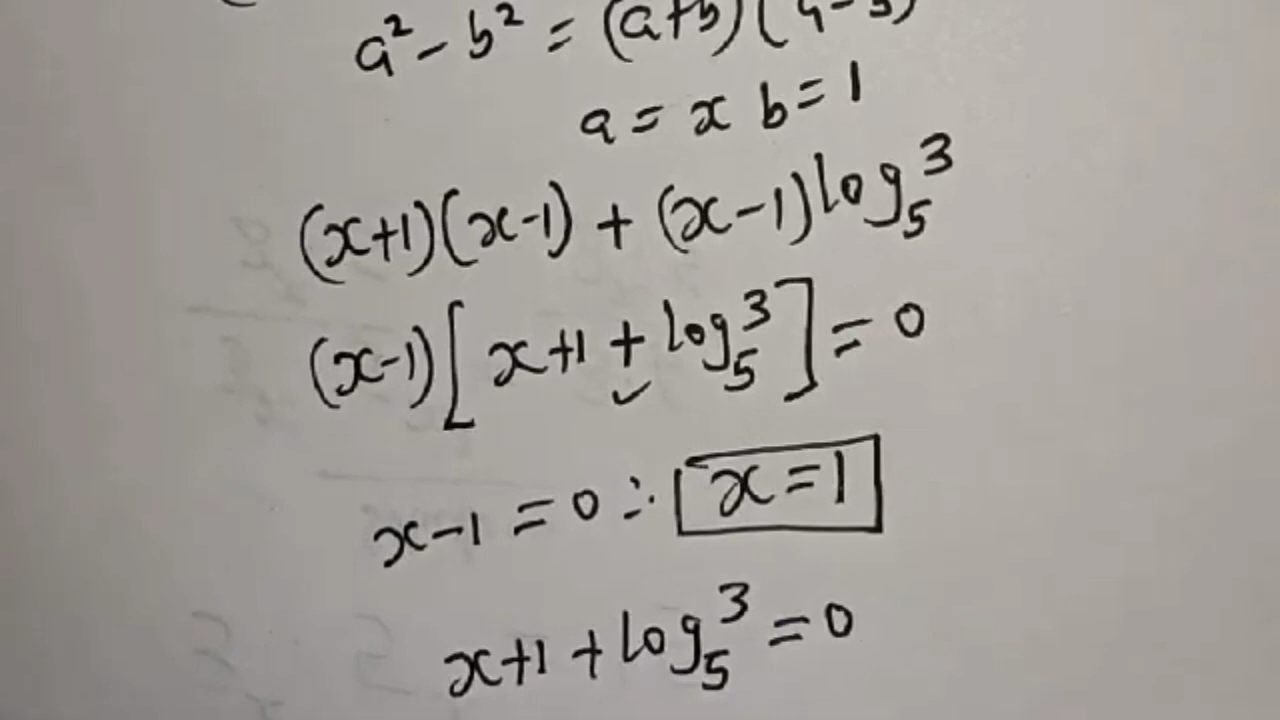 a² - b² = (a+b)(a-b)
a = x b = 1
(x+1)(x-1) + (x-1) log₅³
(x-1)[x+1 + log₅³] = 0
x-1 = 0 ∴ x = 1
x+1 + log₅³ = 0